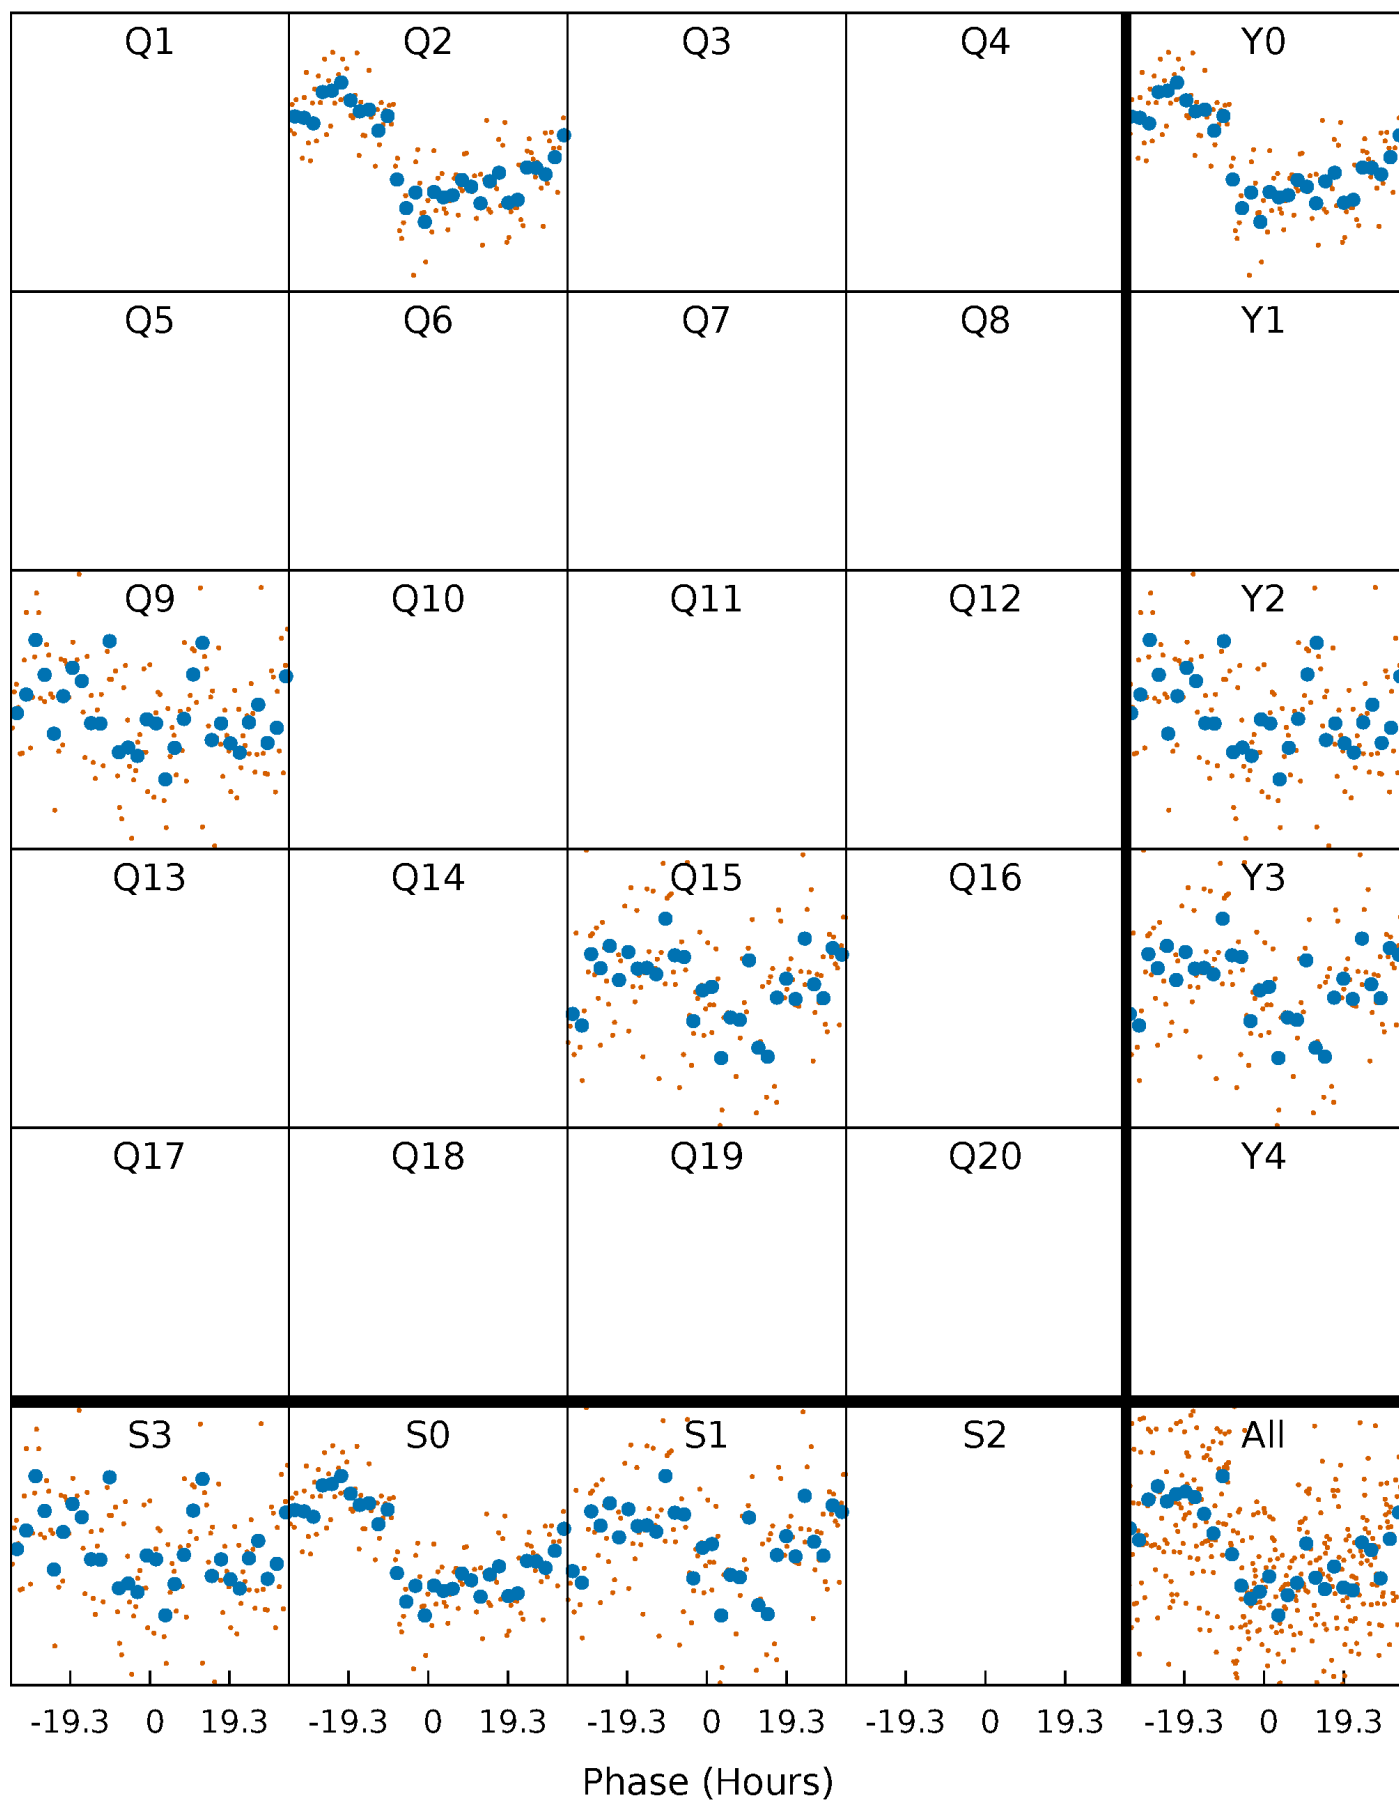 Q1 Q2 Q3 Q4 Y0
Q5 Q6 Q7 Q8 Y1
Q9 Q10 Q11 Q12 Y2
Q13 Q14 Q15 Q16 Y3
Q17 Q18 Q19 Q20 Y4
S3 S0 S1 S2 All
-19.3 0 19.3 -19.3 0 19.3 -19.3 0 19.3 -19.3 0 19.3 -19.3 0 19.3
Phase (Hours)